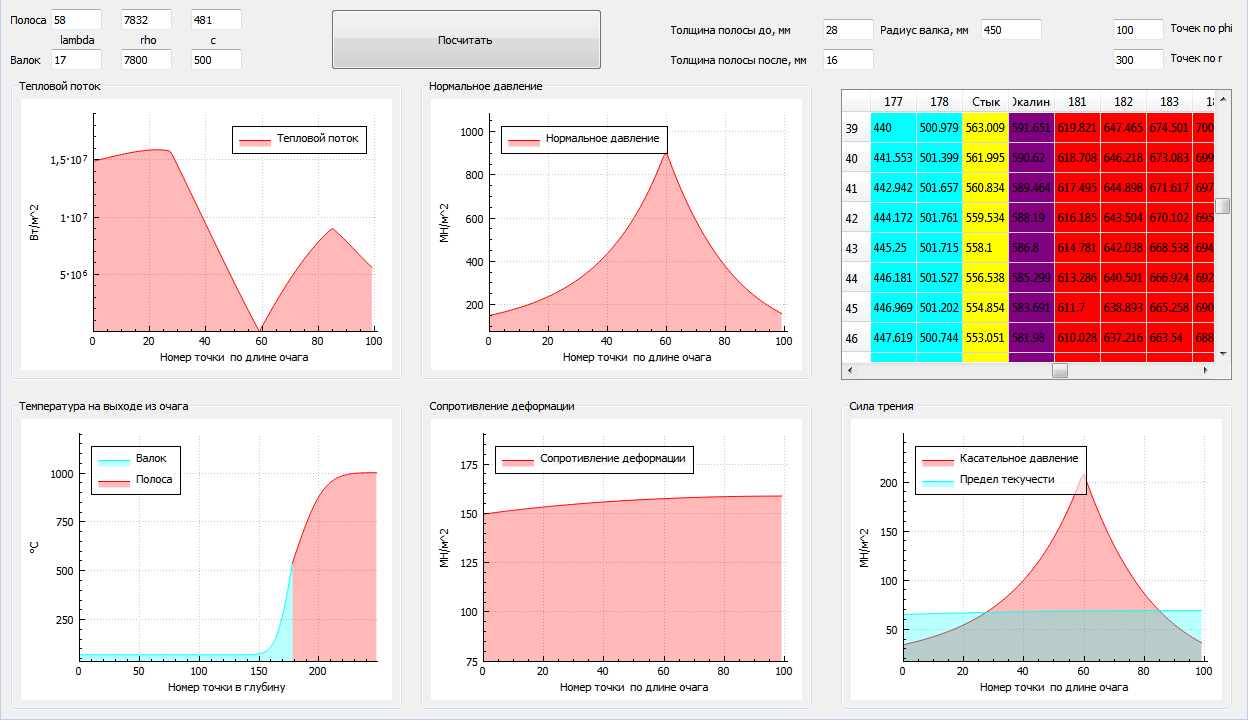 Полоса 58 7832 481
lambda rho c
Валок 17 7800 500
Посчитать
Толщина полосы до, мм 28 Радиус валка, мм 450 100 Точек по phi
Толщина полосы после, мм 16 300 Точек по r
Тепловой поток
Тепловой поток
1,5*10^7
1*10^7
5*10^6
Вт/м^2
0 20 40 60 80 100
Номер точки по длине очага
Нормальное давление
Нормальное давление
1000
800
600
400
200
МН/м^2
0 20 40 60 80 100
Номер точки по длине очага
177 178 Стык Окалина 181 182 183 18
39 440 500.979 563.009 591.651 619.821 647.465 674.501 700
40 441.553 501.399 561.995 590.62 618.708 646.218 673.083 699
41 442.942 501.657 560.834 589.464 617.495 644.898 671.617 697
42 444.172 501.761 559.534 588.19 616.185 643.504 670.102 695
43 445.25 501.715 558.1 586.8 614.781 642.038 668.538 694
44 446.181 501.527 556.538 585.299 613.286 640.501 666.924 692
45 446.969 501.202 554.854 583.691 611.7 638.893 665.258 690
46 447.619 500.744 553.051 581.98 610.028 637.216 663.54 688
Температура на выходе из очага
Валок
Полоса
1000
750
500
250
°C
0 50 100 150 200
Номер точки в глубину
Сопротивление деформации
Сопротивление деформации
175
150
125
100
75
МН/м^2
0 20 40 60 80 100
Номер точки по длине очага
Сила трения
Касательное давление
Предел текучести
200
150
100
50
МН/м^2
0 20 40 60 80 100
Номер точки по длине очага